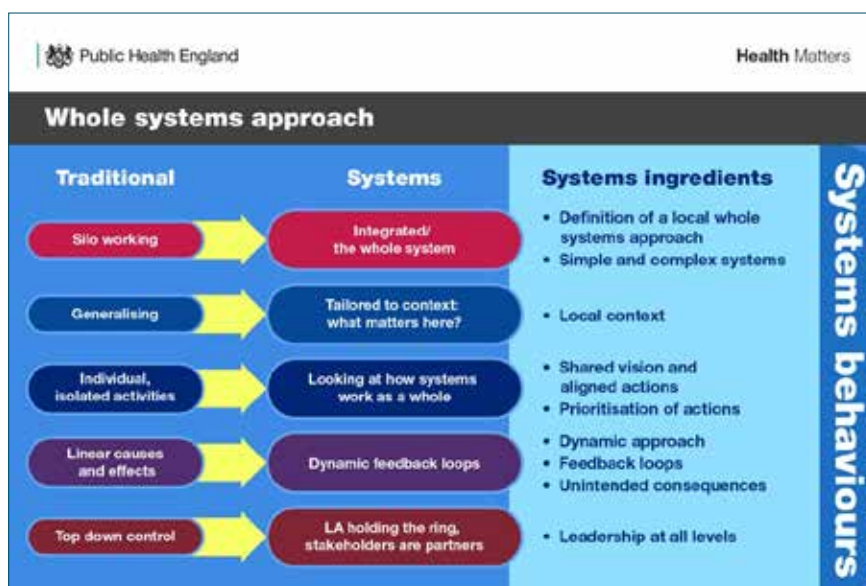 Public Health England
Health Matters
Whole systems approach
Traditional
Systems
Systems ingredients
Silo working
Integrated/
the whole system
• Definition of a local whole
systems approach
• Simple and complex systems
Generalising
Tailored to context:
what matters here?
• Local context
Individual,
isolated activities
Looking at how systems
work as a whole
• Shared vision and
aligned actions
• Prioritisation of actions
Linear causes
and effects
Dynamic feedback loops
• Dynamic approach
• Feedback loops
• Unintended consequences
Top down control
LA holding the ring,
stakeholders are partners
• Leadership at all levels
Systems behaviours